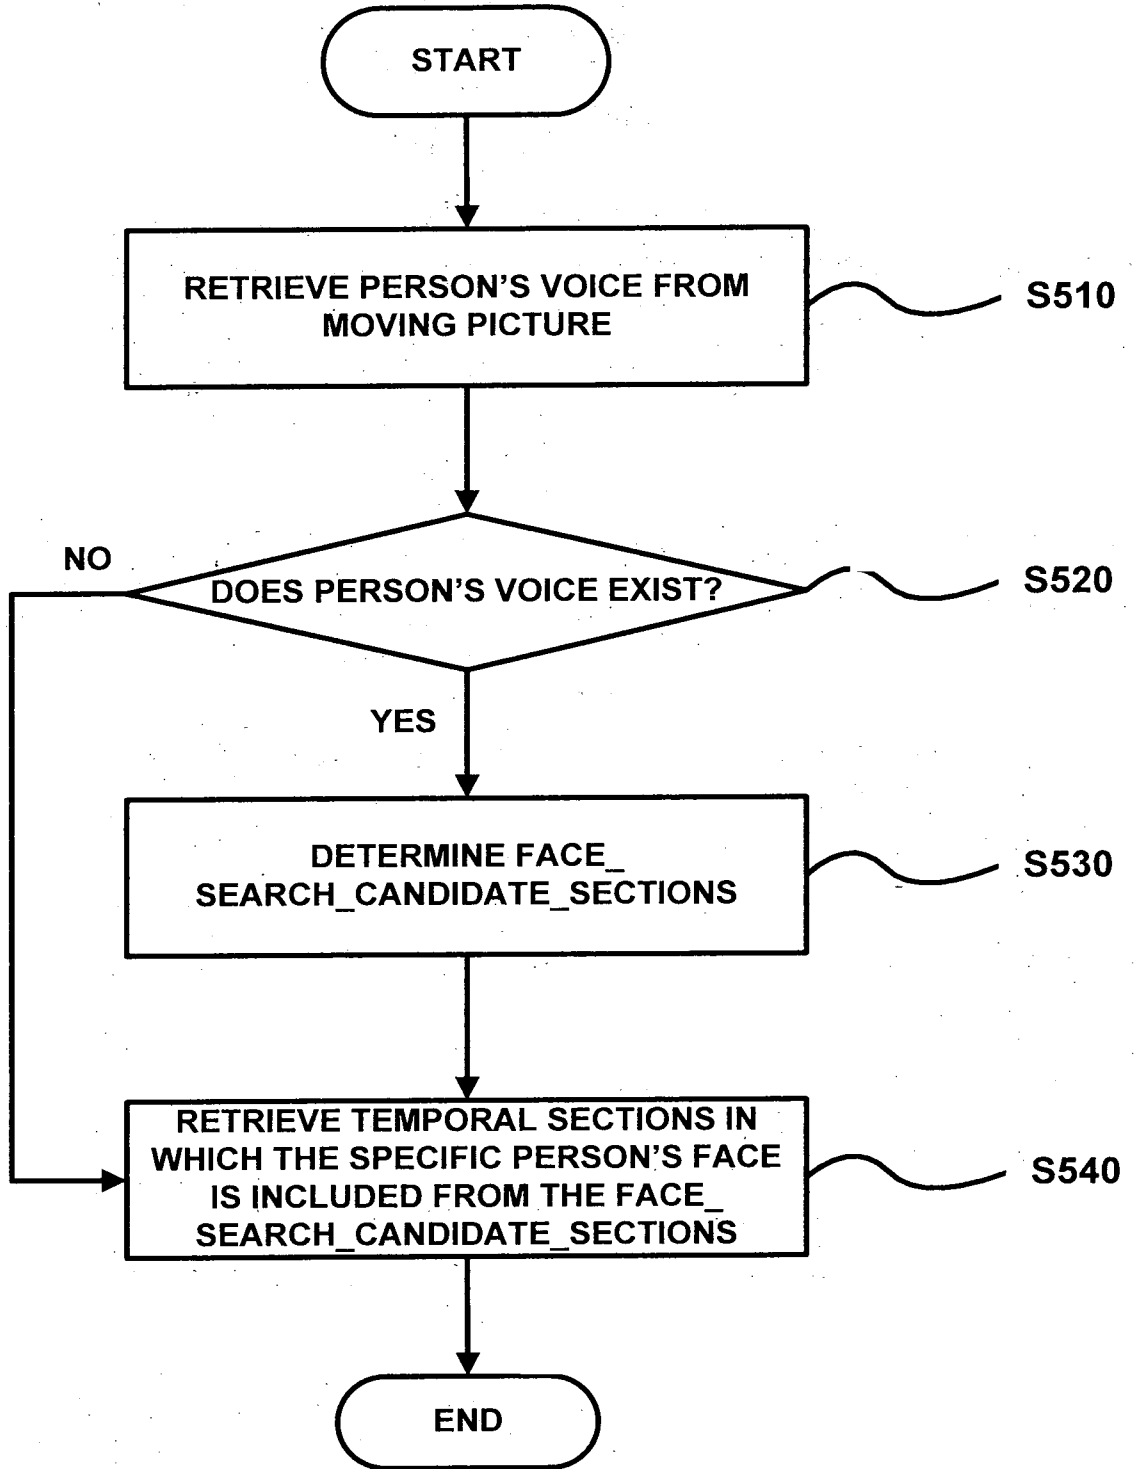 START
RETRIEVE PERSON'S VOICE FROM
MOVING PICTURE
S510
NO
DOES PERSON'S VOICE EXIST?
S520
YES
DETERMINE FACE_
SEARCH_CANDIDATE_SECTIONS
S530
RETRIEVE TEMPORAL SECTIONS IN
WHICH THE SPECIFIC PERSON'S FACE
IS INCLUDED FROM THE FACE_
SEARCH_CANDIDATE_SECTIONS
S540
END